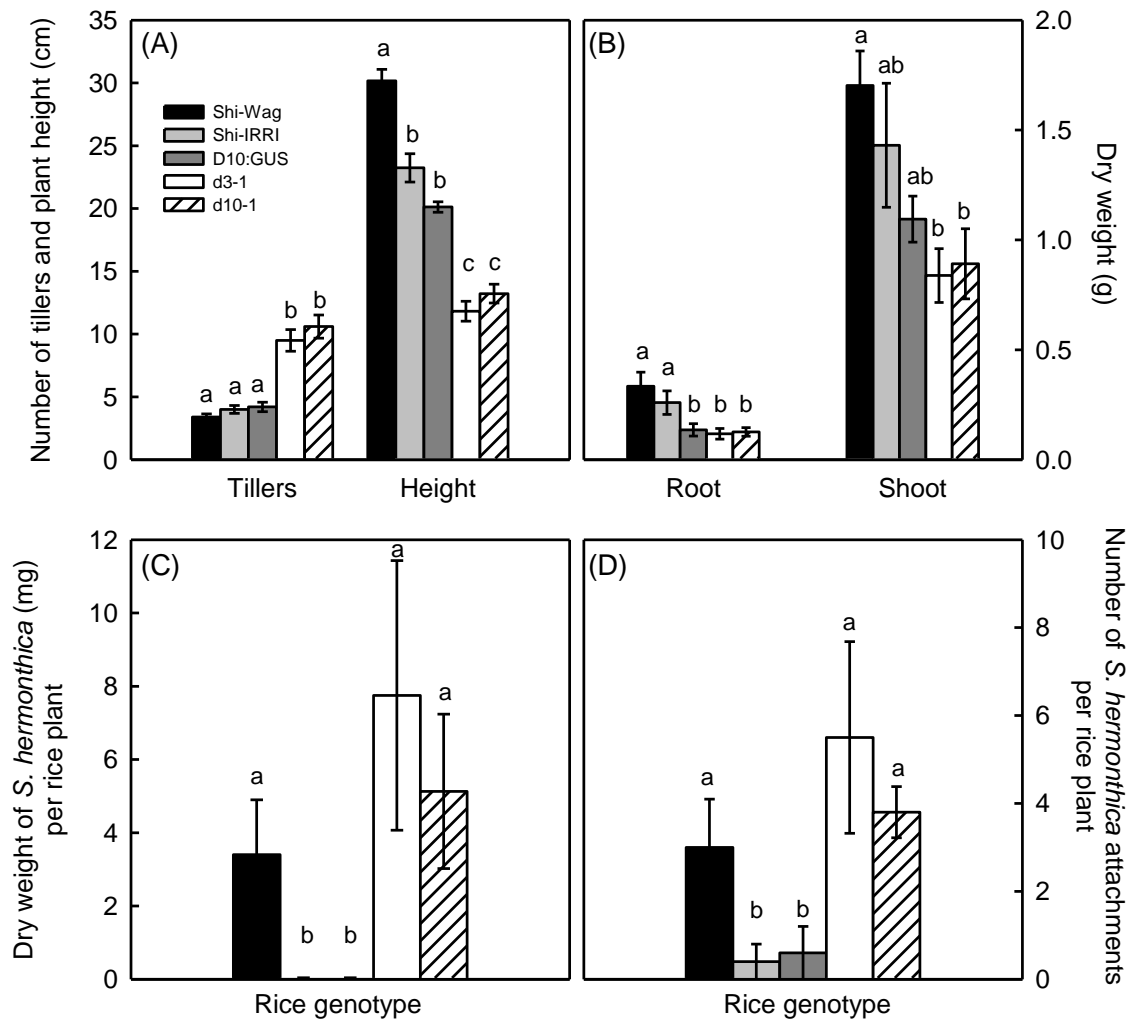 Number of tillers and plant height (cm)
35
30
25
20
15
10
5
0
(A)
Shi-Wag
Shi-IRRI
D10:GUS
d3-1
d10-1
a a a b b
a b b c c
Tillers Height
(B)
a a b b b
a ab ab b b
Root Shoot
2.0
1.5
1.0
0.5
0.0
Dry weight (g)
Dry weight of S. hermonthica (mg)
per rice plant
12
10
8
6
4
2
0
(C)
a b b a a
Rice genotype
(D)
a b b a a
Rice genotype
10
8
6
4
2
0
Number of S. hermonthica attachments
per rice plant